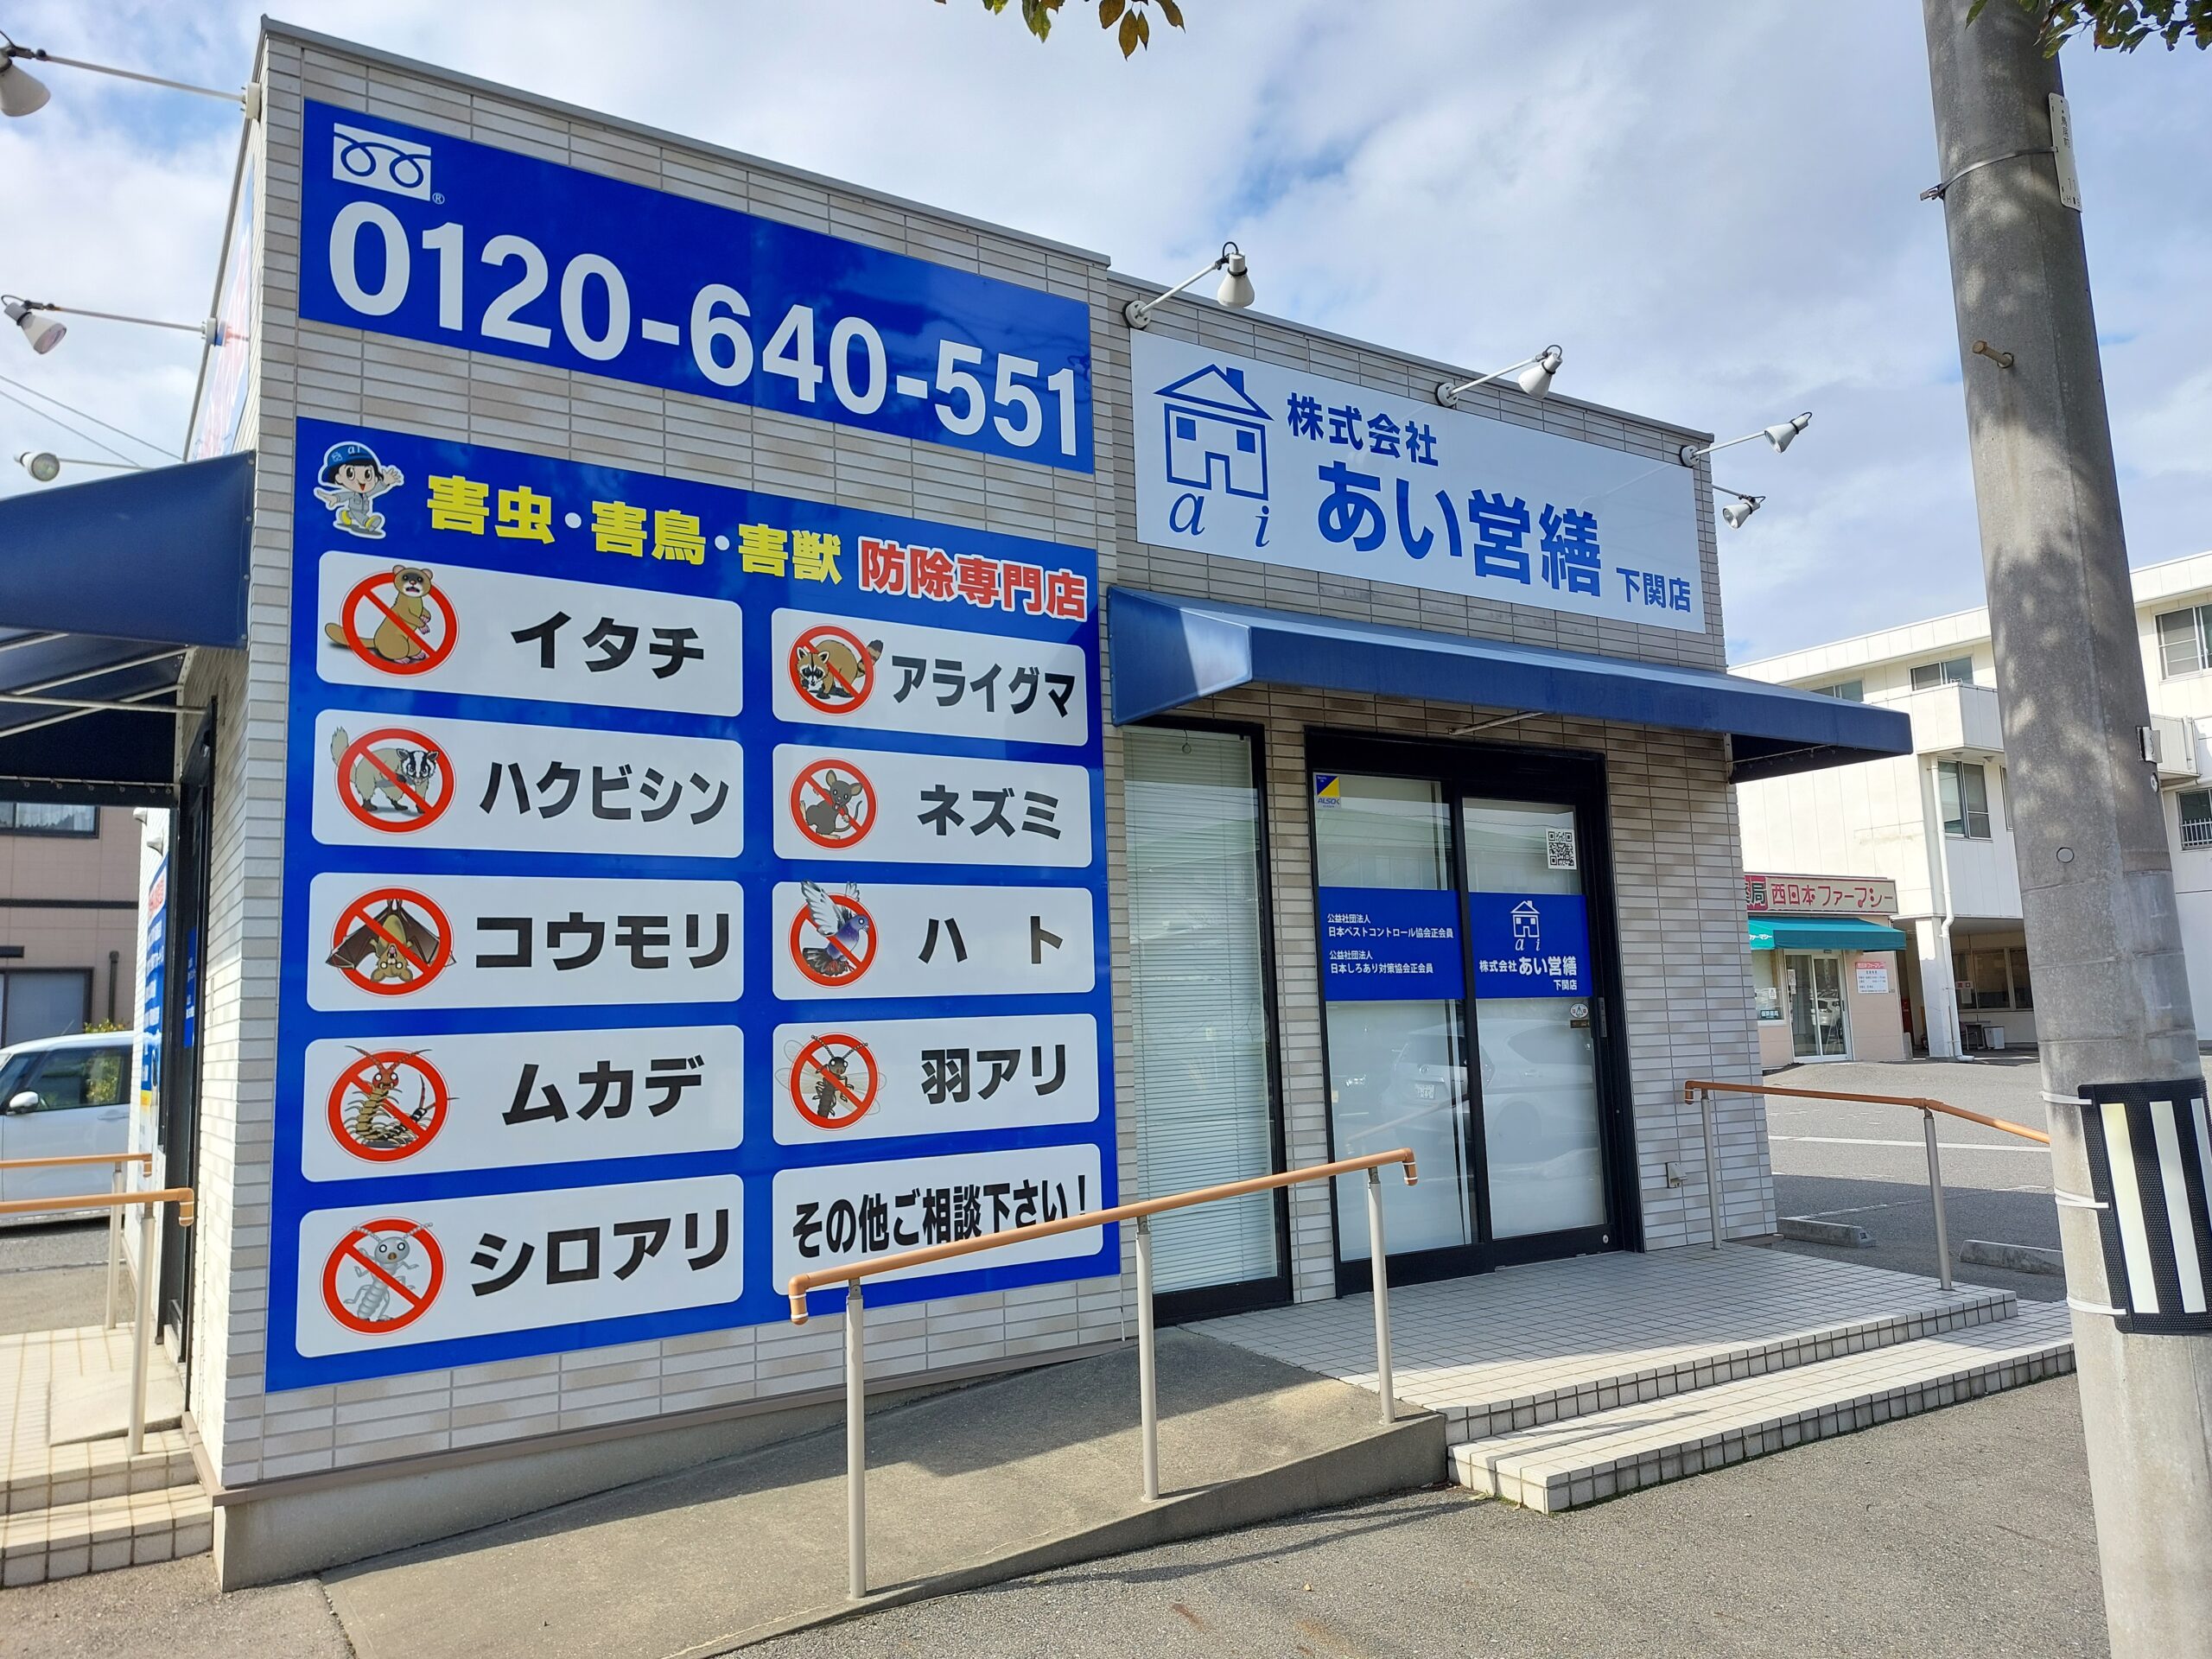 0120-640-551
ai
害虫・害鳥・害獣 防除専門店
イタチ
アライグマ
ハクビシン
ネズミ
コウモリ
ハト
ムカデ
羽アリ
シロアリ
その他ご相談下さい!
株式会社
あい営繕 下関店
a i
ALSOK
公益社団法人
日本ペストコントロール協会正会員
公益社団法人
日本しろあり対策協会正会員
a i
株式会社あい営繕
下関店
薬局 西日本ファーマシー